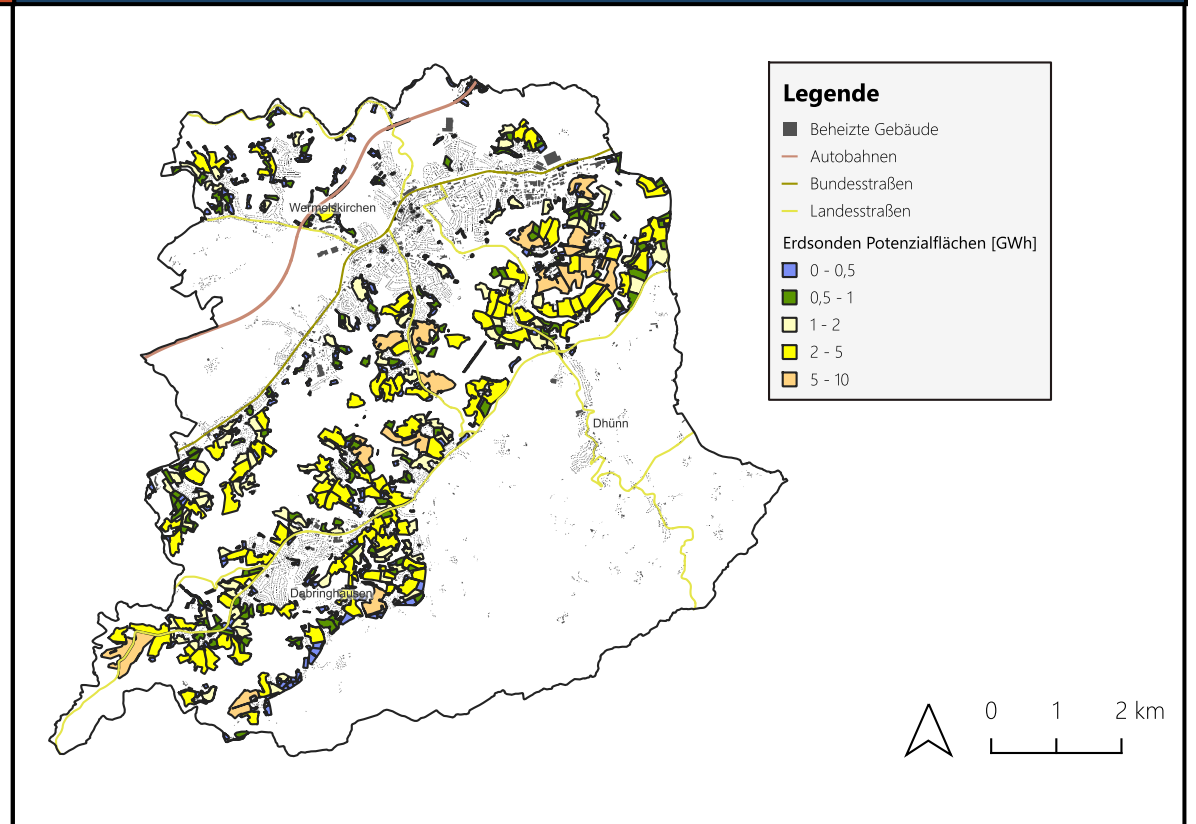 Legende
Beheizte Gebäude
Autobahnen
Bundesstraßen
Landesstraßen
Erdsonden Potenzialflächen [GWh]
0 - 0,5
0,5 - 1
1 - 2
2 - 5
5 - 10
Wermelskirchen
Dhünn
Dabringhausen
0 1 2 km